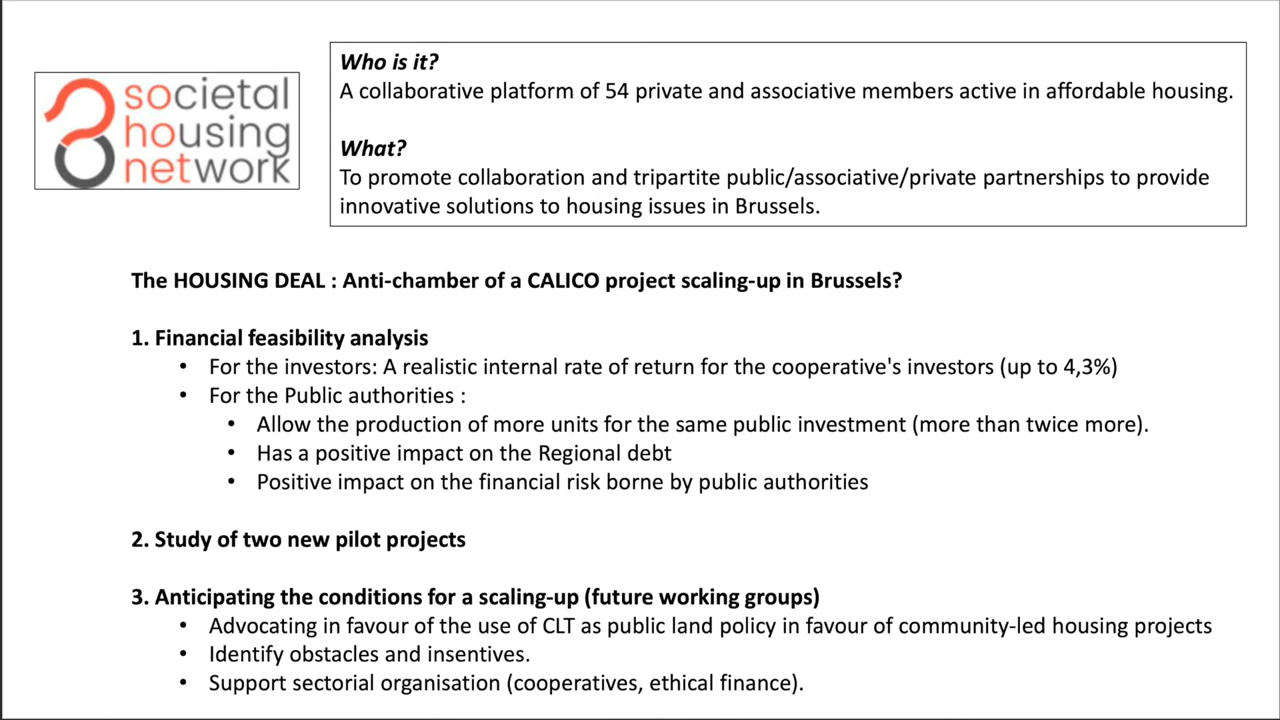 societal
housing
network
Who is it?
A collaborative platform of 54 private and associative members active in affordable housing.
What?
To promote collaboration and tripartite public/associative/private partnerships to provide
innovative solutions to housing issues in Brussels.
The HOUSING DEAL : Anti-chamber of a CALICO project scaling-up in Brussels?
1. Financial feasibility analysis
• For the investors: A realistic internal rate of return for the cooperative's investors (up to 4,3%)
• For the Public authorities :
• Allow the production of more units for the same public investment (more than twice more).
• Has a positive impact on the Regional debt
• Positive impact on the financial risk borne by public authorities
2. Study of two new pilot projects
3. Anticipating the conditions for a scaling-up (future working groups)
• Advocating in favour of the use of CLT as public land policy in favour of community-led housing projects
• Identify obstacles and insentives.
• Support sectorial organisation (cooperatives, ethical finance).